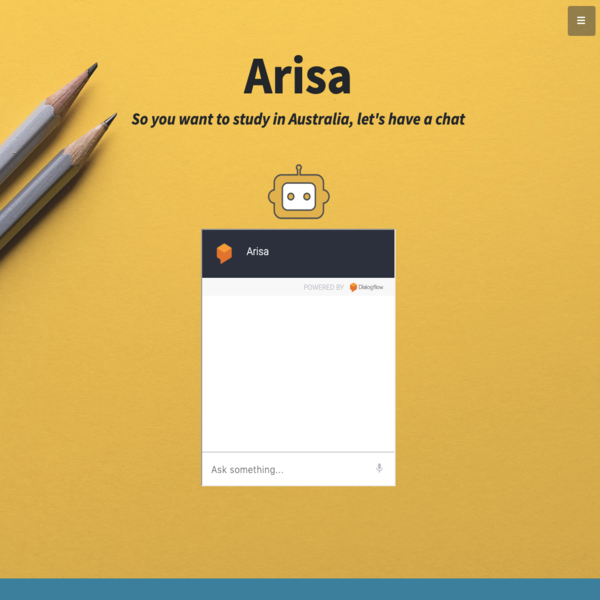 Arisa
So you want to study in Australia, let's have a chat
Arisa
POWERED BY Dialogflow
Ask something...